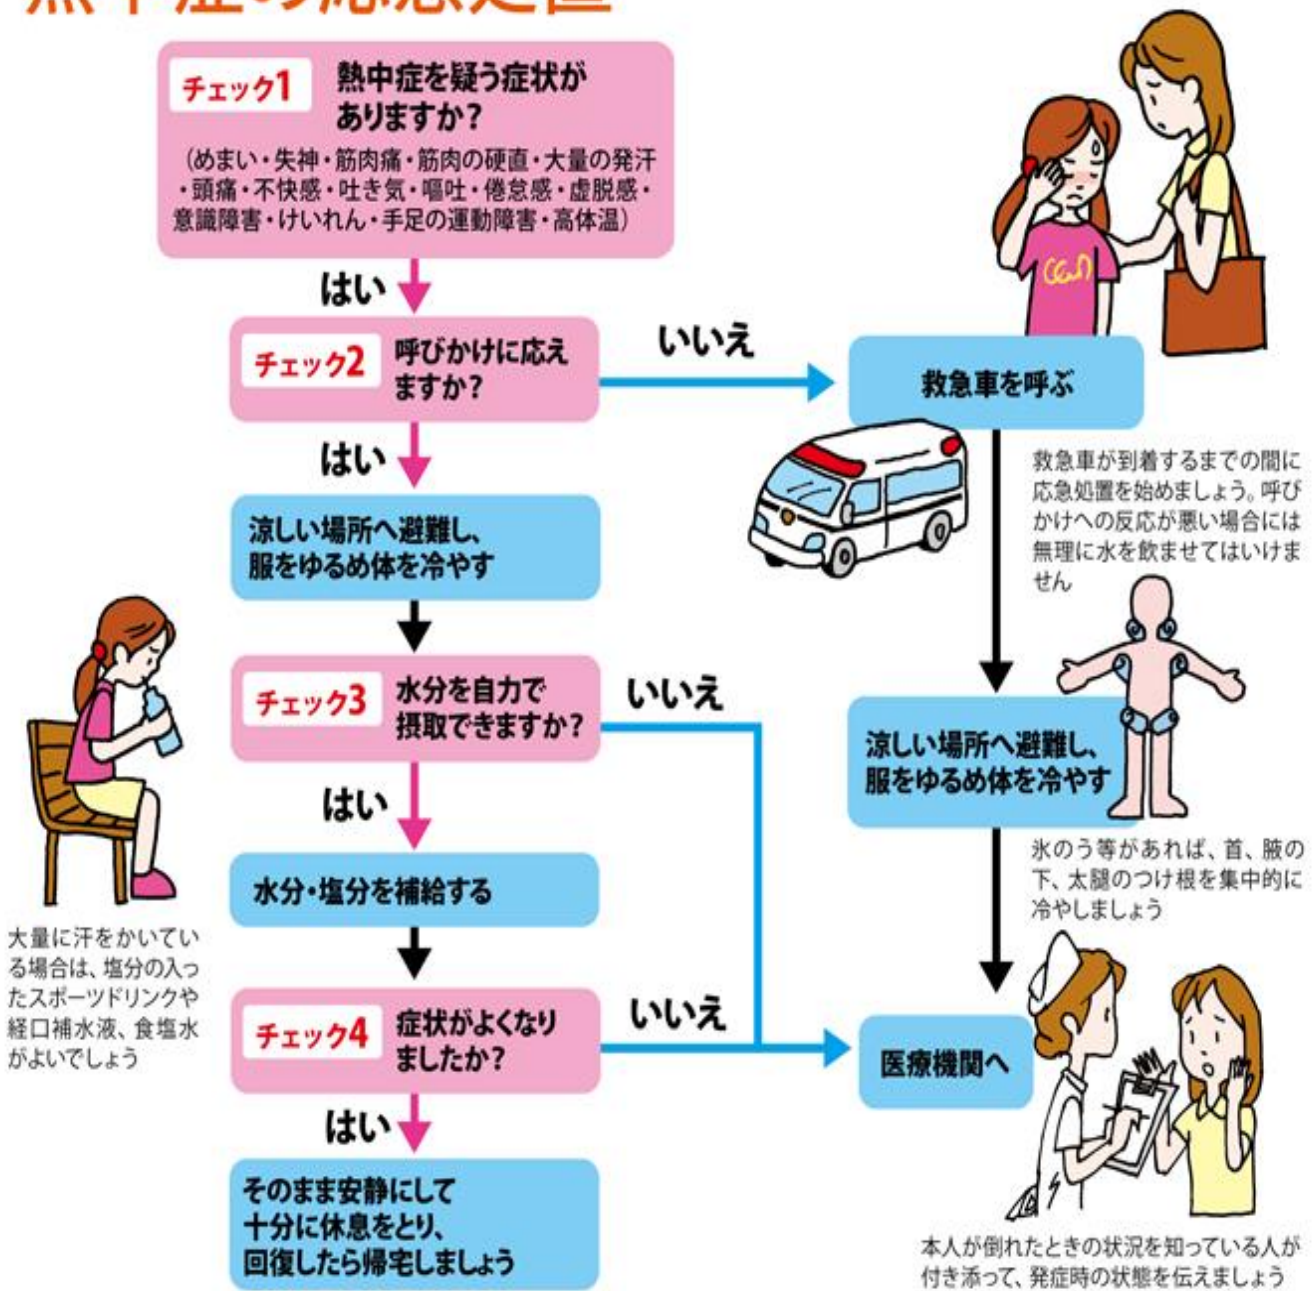 熱中症の応急処置
チェック1
熱中症を疑う症状が
ありますか？
（めまい・失神・筋肉痛・筋肉の硬直・大量の発汗
・頭痛・不快感・吐き気・嘔吐・倦怠感・虚脱感・
意識障害・けいれん・手足の運動障害・高体温）
はい
チェック2
呼びかけに応え
ますか？
いいえ
救急車を呼ぶ
救急車が到着するまでの間に
応急処置を始めましょう。呼び
かけへの反応が悪い場合には
無理に水を飲ませてはいけま
せん
はい
涼しい場所へ避難し、
服をゆるめ体を冷やす
チェック3
水分を自力で
摂取できますか？
いいえ
涼しい場所へ避難し、
服をゆるめ体を冷やす
氷のう等があれば、首、腋の
下、太腿のつけ根を集中的に
冷やしましょう
はい
水分・塩分を補給する
大量に汗をかいてい
る場合は、塩分の入っ
たスポーツドリンクや
経口補水液、食塩水
がよいでしょう
チェック4
症状がよくなり
ましたか？
いいえ
医療機関へ
はい
そのまま安静にして
十分に休息をとり、
回復したら帰宅しましょう
本人が倒れたときの状況を知っている人が
付き添って、発症時の状態を伝えましょう